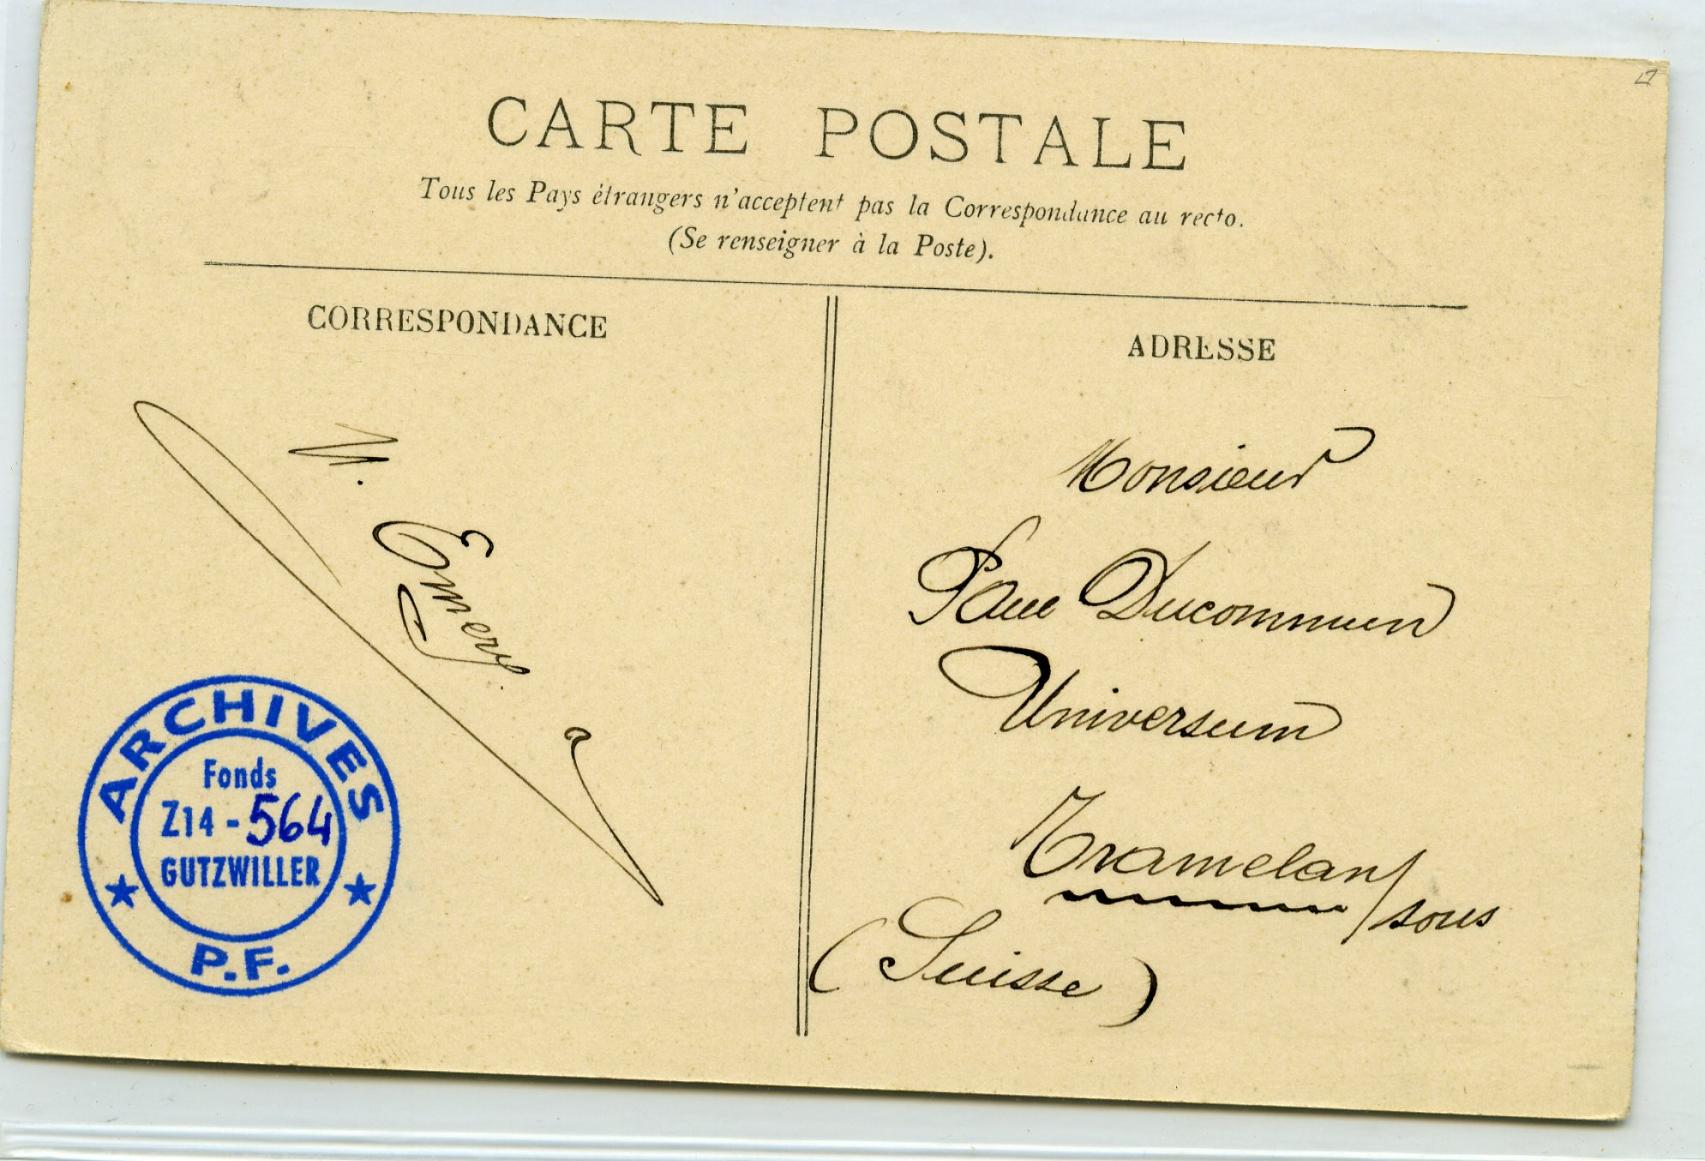 CARTE POSTALE
Tous les Pays étrangers n'acceptent pas la Correspondance au recto.
(Se renseigner à la Poste).
CORRESPONDANCE
ADRESSE
Monsieur
Paul Ducommun
Universum
Tramelan/sous
(Suisse)
ARCHIVES
Fonds
Z14-564
GUTZWILLER
P.F.